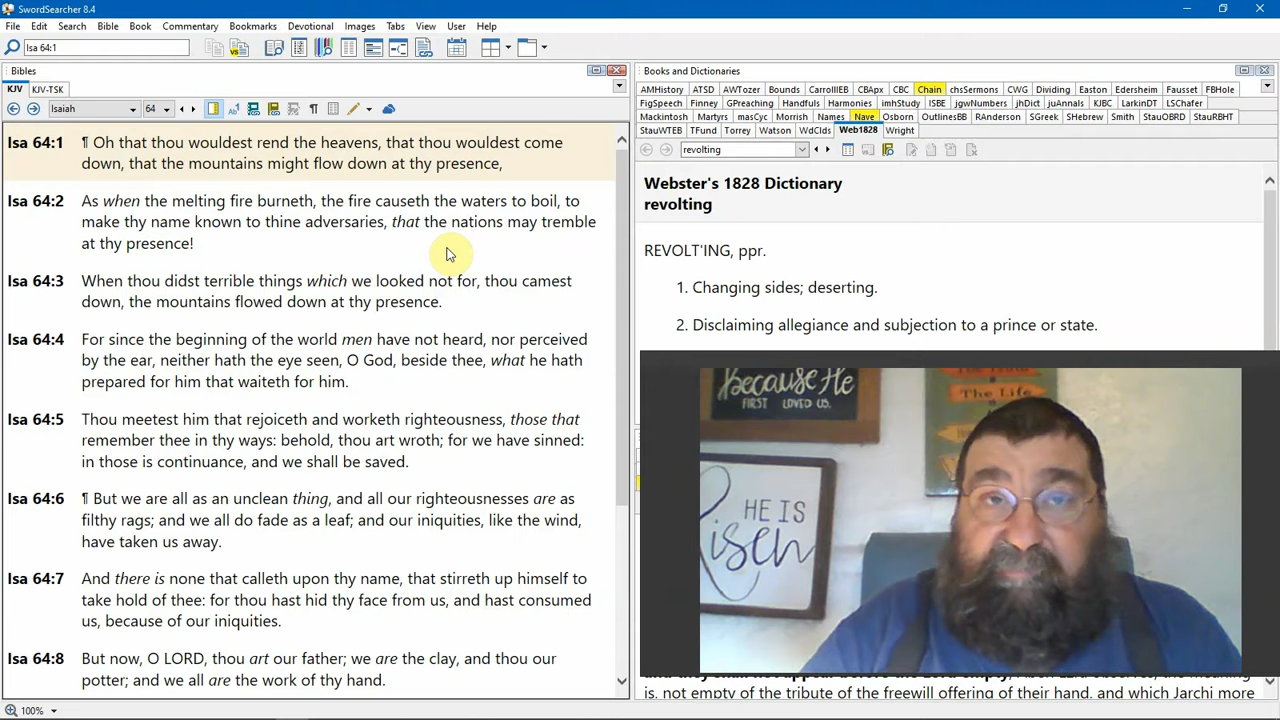 SwordSearcher 8.4
File Edit Search Bible Book Commentary Bookmarks Devotional Images Tabs View User Help
Isa 64:1
Bibles
KJV KJV-TSK
Isaiah 64
Isa 64:1 ¶ Oh that thou wouldest rend the heavens, that thou wouldest come
down, that the mountains might flow down at thy presence,
Isa 64:2 As when the melting fire burneth, the fire causeth the waters to boil, to
make thy name known to thine adversaries, that the nations may tremble
at thy presence!
Isa 64:3 When thou didst terrible things which we looked not for, thou camest
down, the mountains flowed down at thy presence.
Isa 64:4 For since the beginning of the world men have not heard, nor perceived
by the ear, neither hath the eye seen, O God, beside thee, what he hath
prepared for him that waiteth for him.
Isa 64:5 Thou meetest him that rejoiceth and worketh righteousness, those that
remember thee in thy ways: behold, thou art wroth; for we have sinned:
in those is continuance, and we shall be saved.
Isa 64:6 ¶ But we are all as an unclean thing, and all our righteousnesses are as
filthy rags; and we all do fade as a leaf; and our iniquities, like the wind,
have taken us away.
Isa 64:7 And there is none that calleth upon thy name, that stirreth up himself to
take hold of thee: for thou hast hid thy face from us, and hast consumed
us, because of our iniquities.
Isa 64:8 But now, O LORD, thou art our father; we are the clay, and thou our
potter; and we all are the work of thy hand.
100%
Books and Dictionaries
AMHistory ATSD AWTozer Bounds CarrollEB CBApx CBC Chain chsSermons CWG Dividing Easton Edersheim Fausset FBHole
FigSpeech Finney GPreaching Handfuls Harmonies imhStudy ISBE jgwNumbers jhDict juAnnals KJBC LarkinDT LSChafer
Mackintosh Martyrs masCyc Morrish Names Nave Osborn OutlinesBB RAnderson SGreek SHebrew Smith StauOBRD StauRBHT
StauWTEB TFund Torrey Watson WdClds Web1828 Wright
revolting
Webster's 1828 Dictionary
revolting
REVOLT'ING, ppr.
1. Changing sides; deserting.
2. Disclaiming allegiance and subjection to a prince or state.
Because He
FIRST LOVED US.
The Life
HE IS
Risen
is, not empty of the tribute of the freewill offering of their hand, and which Jarchi more